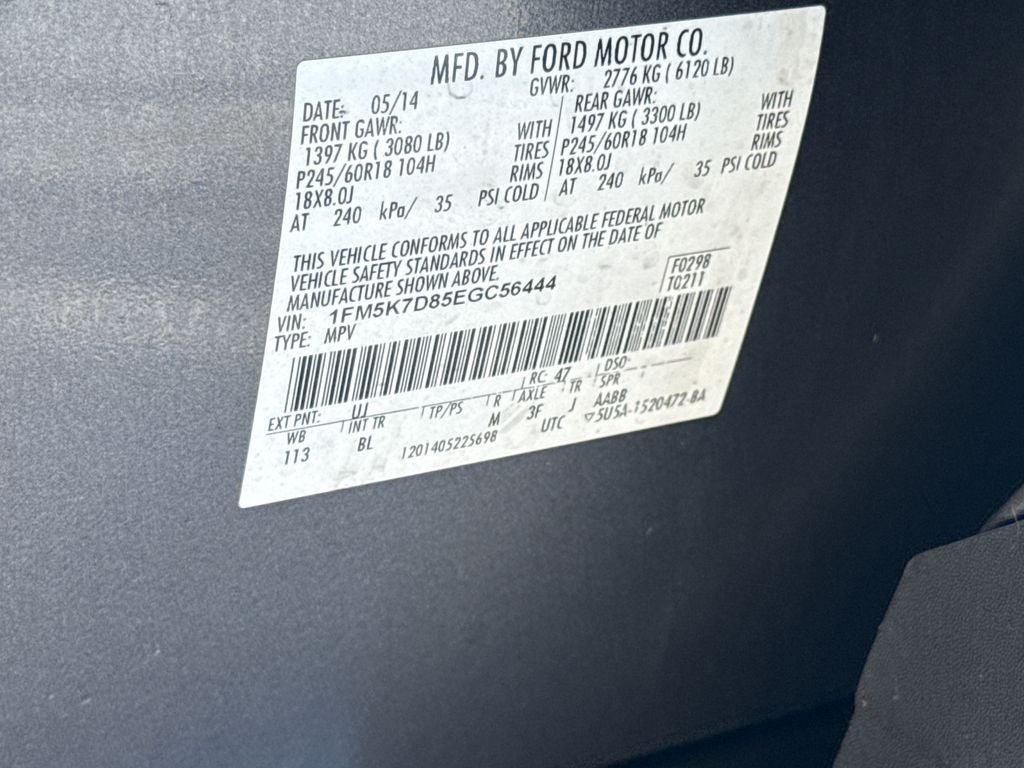 MFD. BY FORD MOTOR CO.
DATE: 05/14 GVWR: 2776 KG ( 6120 LB)
FRONT GAWR: REAR GAWR:
1397 KG ( 3080 LB) WITH 1497 KG ( 3300 LB) WITH
P245/60R18 104H TIRES P245/60R18 104H TIRES
18X8.0J RIMS 18X8.0J RIMS
AT 240 kPa/ 35 PSI COLD AT 240 kPa/ 35 PSI COLD
THIS VEHICLE CONFORMS TO ALL APPLICABLE FEDERAL MOTOR
VEHICLE SAFETY STANDARDS IN EFFECT ON THE DATE OF
MANUFACTURE SHOWN ABOVE.
F0298
VIN: 1FM5K7D85EGC56444 T0211
TYPE: MPV
EXT PNT: UJ RC: 47 DSO:
WB INT TR TP/PS R AXLE TR SPR
113 BL M 3F J AABB
1201405225698 UTC ▽5U5A-1520472-BA